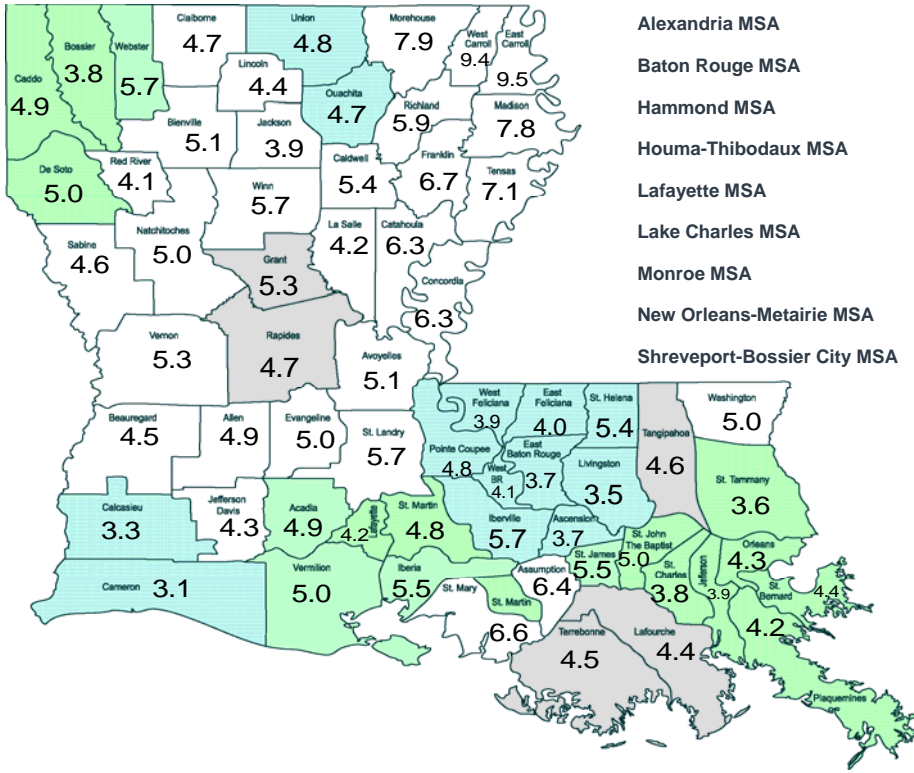 Alexandria MSA
Baton Rouge MSA
Hammond MSA
Houma-Thibodaux MSA
Lafayette MSA
Lake Charles MSA
Monroe MSA
New Orleans-Metairie MSA
Shreveport-Bossier City MSA
Caddo
4.9
Bossier
3.8
Webster
5.7
Claiborne
4.7
Union
4.8
Morehouse
7.9
West
Carroll
9.4
East
Carroll
9.5
Lincoln
4.4
Ouachita
4.7
Richland
5.9
Madison
7.8
Bienville
5.1
Jackson
3.9
De Soto
5.0
Red River
4.1
Caldwell
5.4
Franklin
6.7
Tensas
7.1
Winn
5.7
Natchitoches
5.0
Sabine
4.6
La Salle
4.2
Catahoula
6.3
Grant
5.3
Concordia
6.3
Vernon
5.3
Rapides
4.7
Avoyelles
5.1
Beauregard
4.5
Allen
4.9
Evangeline
5.0
St. Landry
5.7
West
Feliciana
3.9
East
Feliciana
4.0
St. Helena
5.4
Tangipahoa
4.6
Washington
5.0
Pointe Coupee
4.8
West
BR
4.1
East
Baton Rouge
3.7
Livingston
3.5
St. Tammany
3.6
Calcasieu
3.3
Jefferson
Davis
4.3
Acadia
4.9
Lafayette
4.2
St. Martin
4.8
Iberville
5.7
Ascension
3.7
St. James
5.5
St. John
The Baptist
5.0
St.
Charles
3.8
Jefferson
3.9
Orleans
4.3
St.
Bernard
4.4
Cameron
3.1
Vermilion
5.0
Iberia
5.5
St. Mary
6.6
St. Martin
Assumption
6.4
Terrebonne
4.5
Lafourche
4.4
4.2
Plaquemines